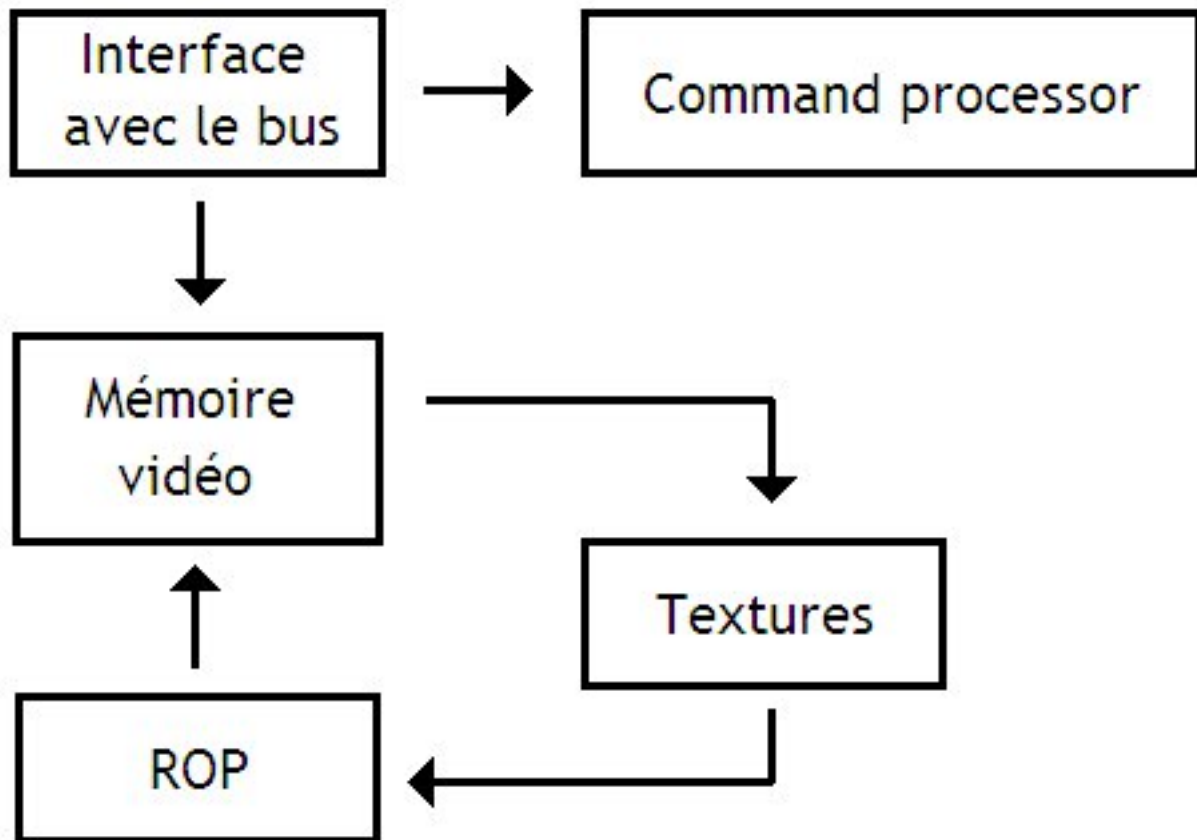 Interface
avec le bus
Command processor
Mémoire
vidéo
Textures
ROP